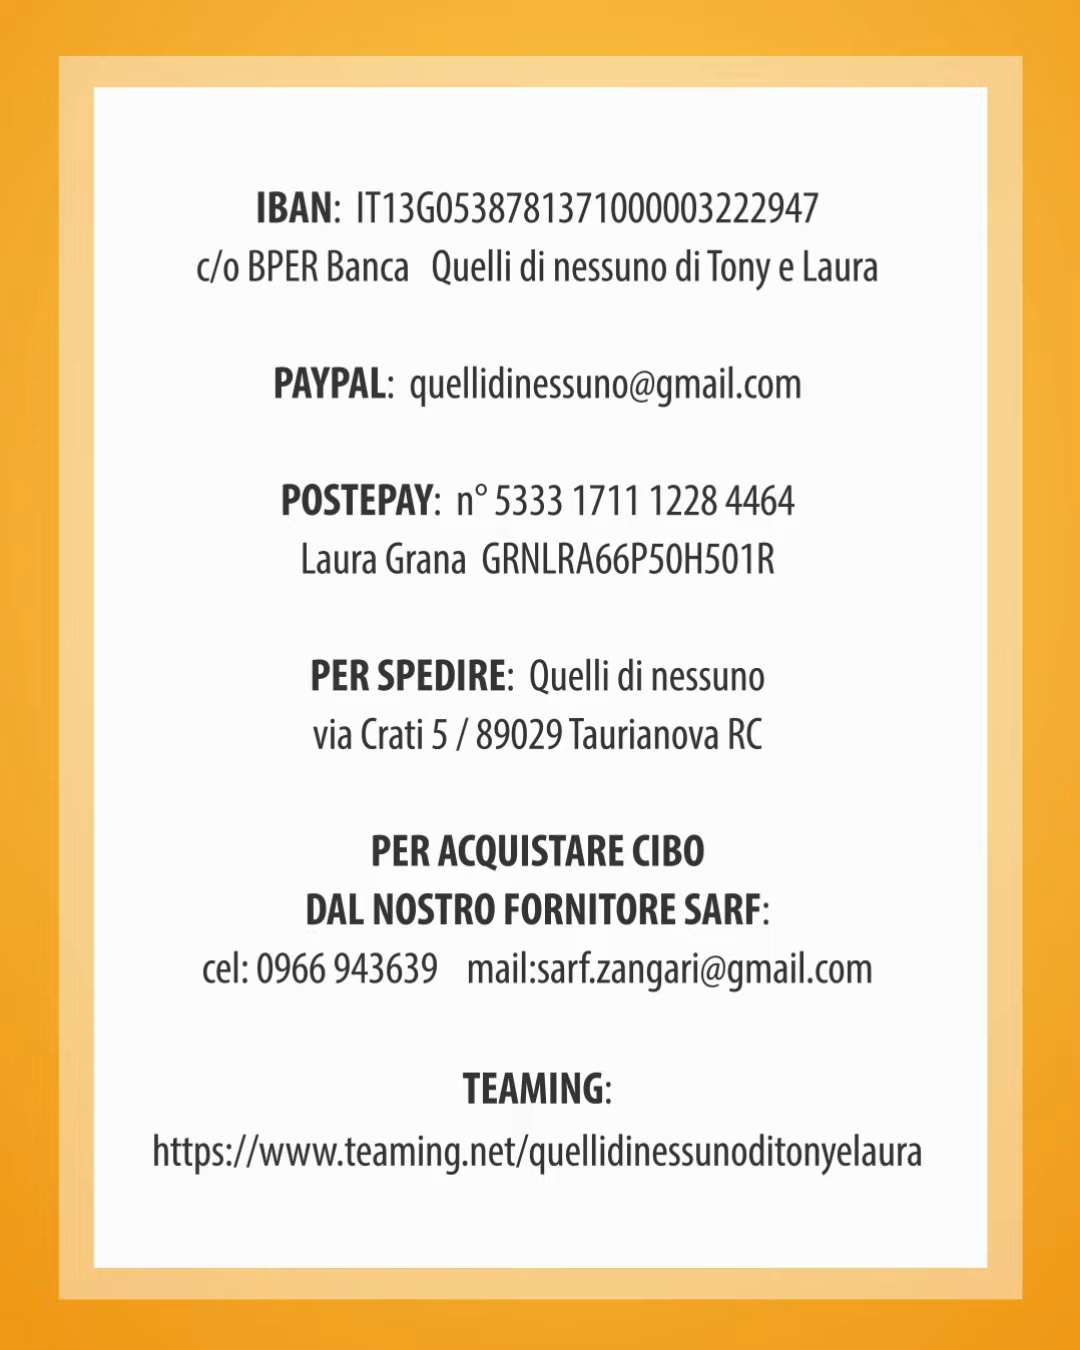 IBAN: IT13G0538781371000003222947
c/o BPER Banca Quelli di nessuno di Tony e Laura
PAYPAL: quellidinessuno@gmail.com
POSTEPAY: n° 5333 1711 1228 4464
Laura Grana GRNLRA66P50H501R
PER SPEDIRE: Quelli di nessuno
via Crati 5 / 89029 Taurianova RC
PER ACQUISTARE CIBO
DAL NOSTRO FORNITORE SARF:
cel: 0966 943639 mail:sarf.zangari@gmail.com
TEAMING:
https://www.teaming.net/quellidinessunoditonyelaura